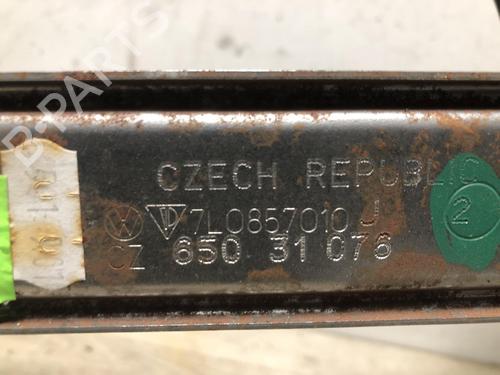 B-PARTS
CZECH REPUBLIC
7L0857010 J
2
CZ 650 31 076